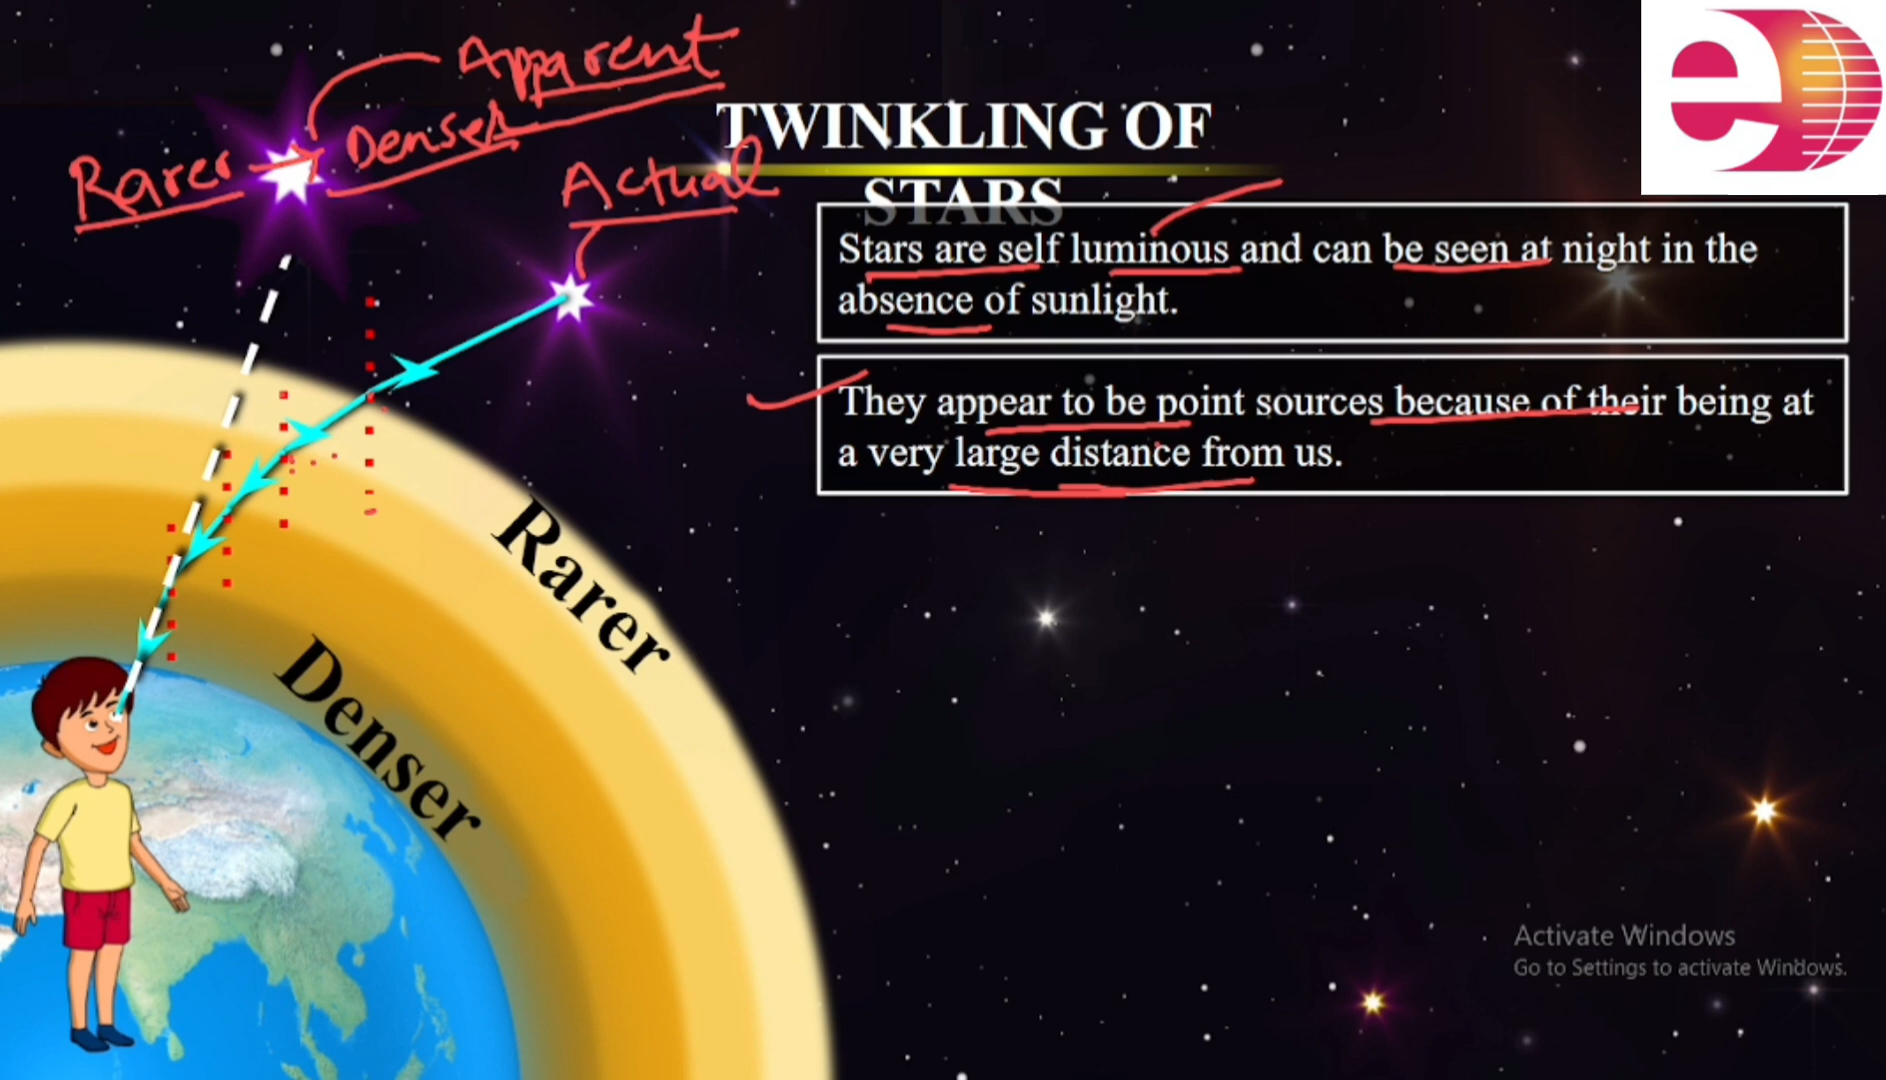 Apparent
Rarer → Denser
Actual
TWINKLING OF
STARS
Stars are self luminous and can be seen at night in the
absence of sunlight.
They appear to be point sources because of their being at
a very large distance from us.
Rarer
Denser
Activate Windows
Go to Settings to activate Windows.
e